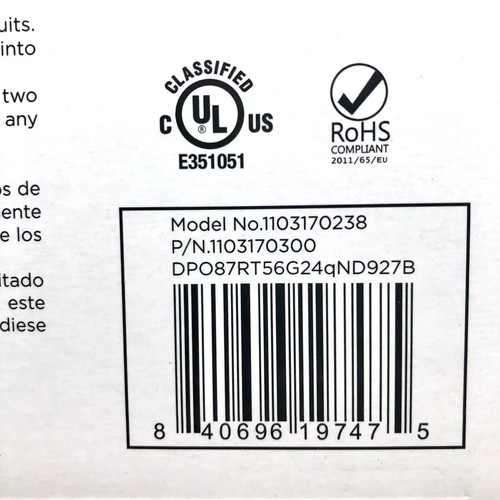 uits.
into
two
any
os de
ente
e los
itado
este
diese
CLASSIFIED
C UL US
®
E351051
RoHS
COMPLIANT
2011/65/EU
Model No.1103170238
P/N.1103170300
DPO87RT56G24qND927B
8 40696 19747 5